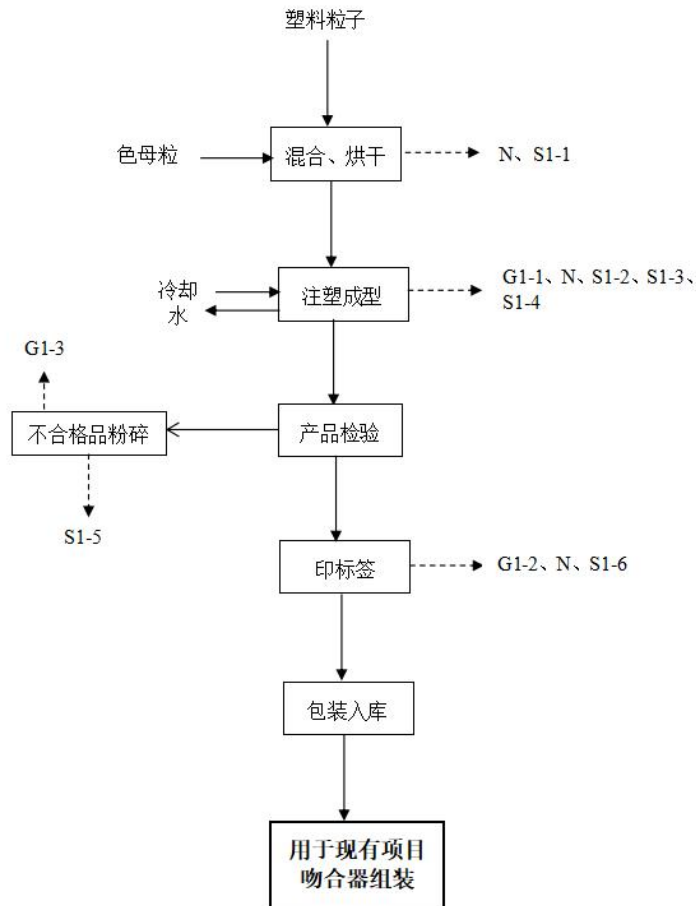 塑料粒子
色母粒
混合、烘干
N、S1-1
冷却
水
注塑成型
G1-1、N、S1-2、S1-3、
S1-4
G1-3
不合格品粉碎
产品检验
S1-5
印标签
G1-2、N、S1-6
包装入库
用于现有项目
吻合器组装